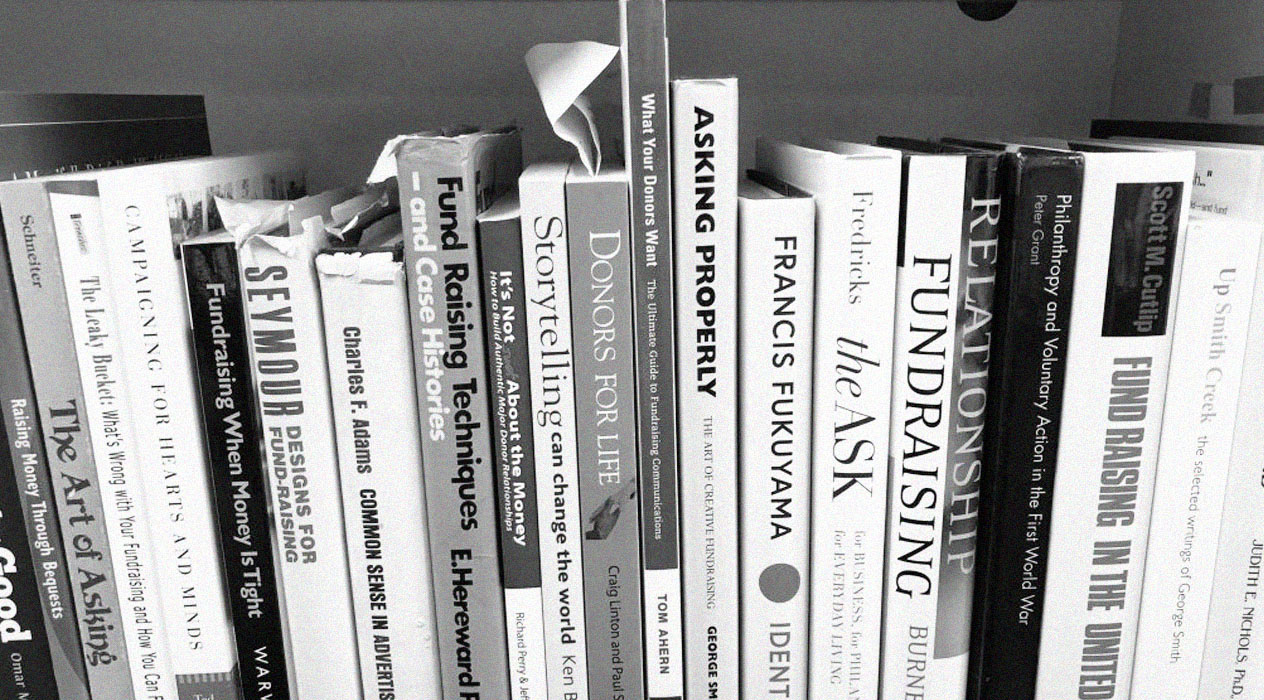 Good
Omar
Schneiter
Raising Money Through Bequests
The Art of Asking
The Leaky Bucket: What's Wrong with Your Fundraising and How You Can
CAMPAIGNING FOR HEARTS AND MINDS
Fundraising When Money Is Tight
WARW
SEYMOUR
DESIGNS FOR
FUND-RAISING
Charles F. Adams
COMMON SENSE IN ADVERTIS
Fund Raising Techniques
– and Case Histories
E.Hereward P
It's Not
About the Money
How to Build Authentic Major Donor Relationships
Richard Perry & Jeff
Storytelling can change the world
Ken B
DONORS FOR LIFE
Craig Linton and Paul S
What Your Donors Want
The Ultimate Guide to Fundraising Communications
TOM AHERN
ASKING PROPERLY
THE ART OF CREATIVE FUNDRAISING
GEORGE SM
FRANCIS FUKUYAMA
IDENT
Fredricks
the ASK
for BUSINESS, for PHILAN
for EVERYDAY LIVING
RELATIONSHIP
FUNDRAISING
BURNE
Philanthropy and Voluntary Action in the First World War
Peter Grant
Scott M. Cutlip
FUND RAISING IN THE UNITED
Up Smith Creek
the selected writings of George Smith
JUDITH E. NICHOLS, Ph.D.